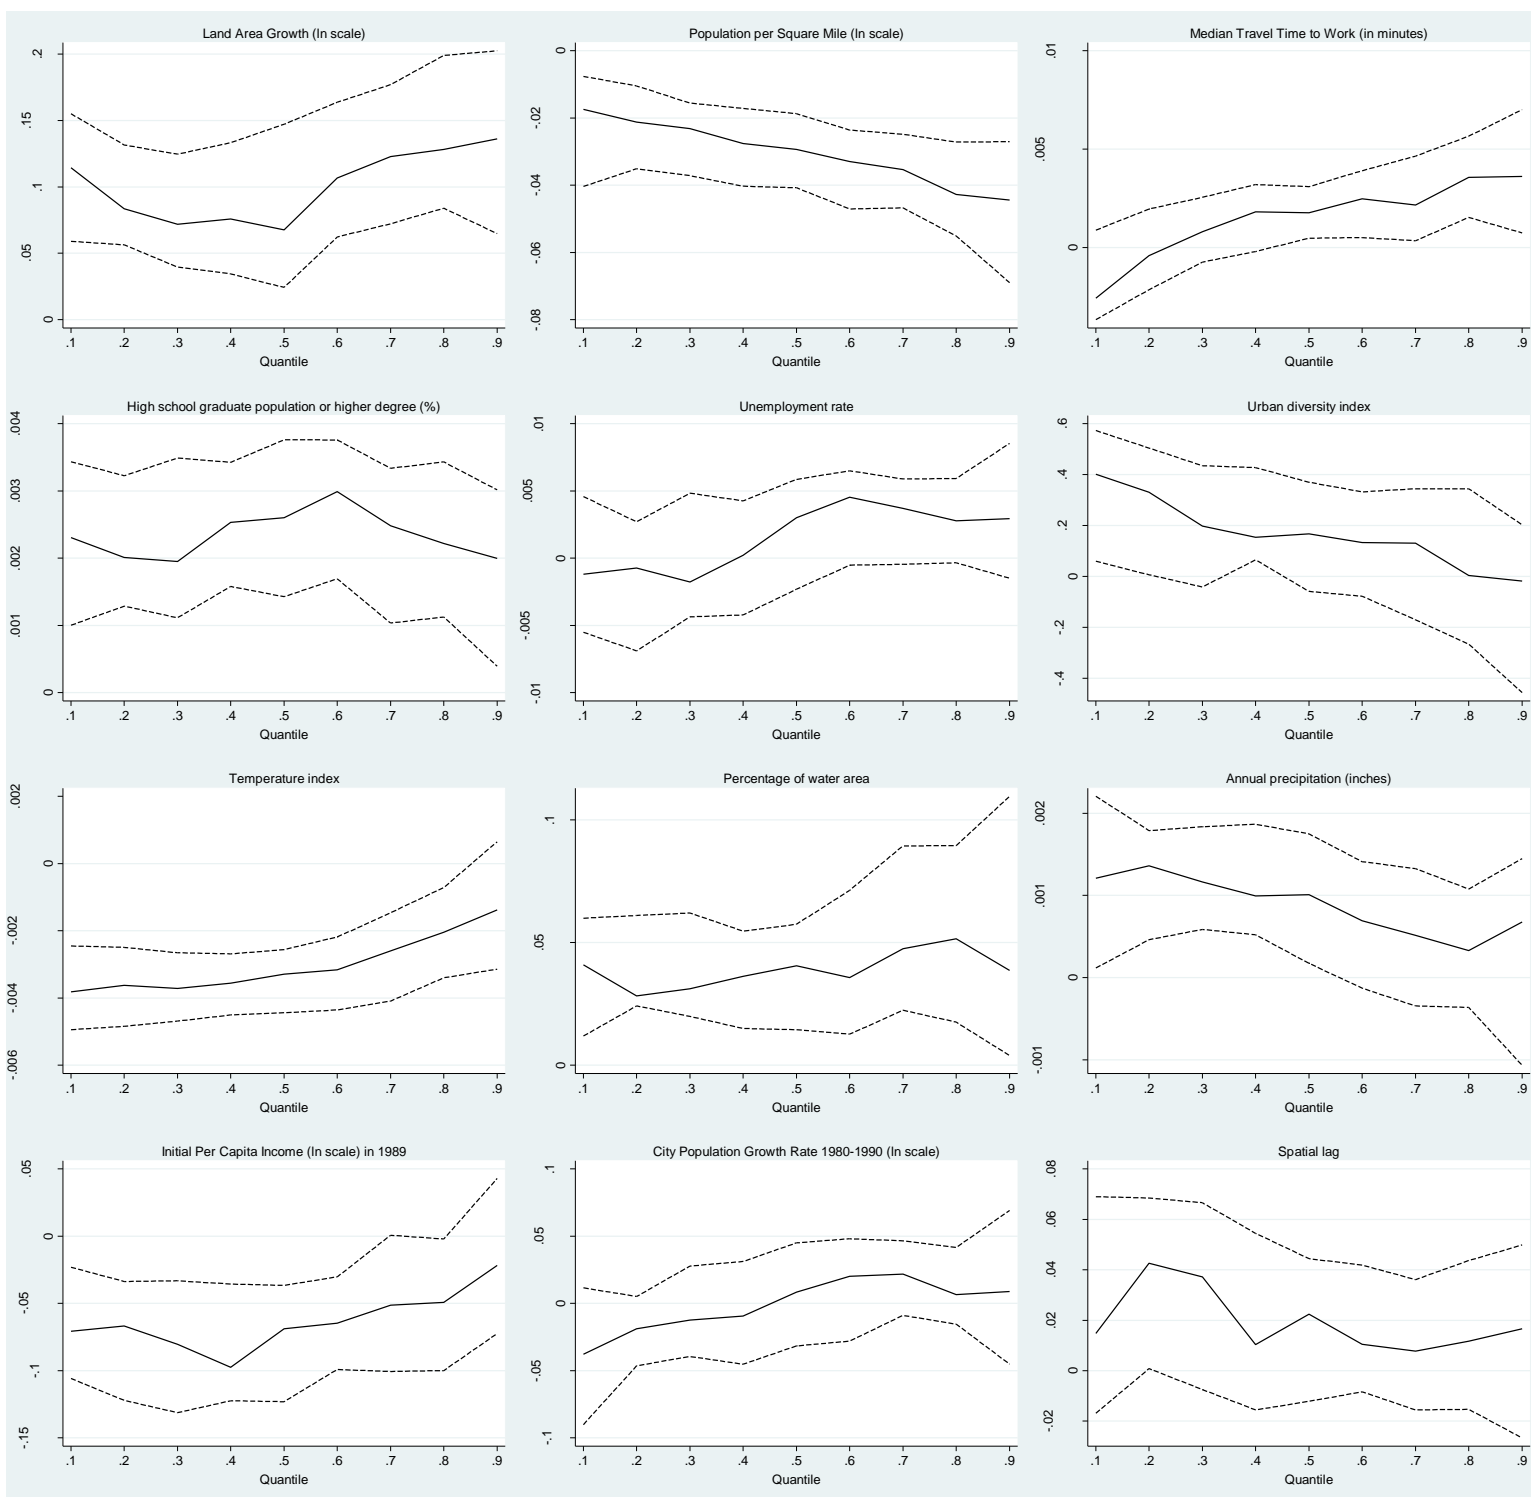 Land Area Growth (ln scale)
.2
.15
.1
.05
0
.1 .2 .3 .4 .5 .6 .7 .8 .9
Quantile
Population per Square Mile (ln scale)
0
-.02
-.04
-.06
-.08
.1 .2 .3 .4 .5 .6 .7 .8 .9
Quantile
Median Travel Time to Work (in minutes)
.01
.005
0
.1 .2 .3 .4 .5 .6 .7 .8 .9
Quantile
High school graduate population or higher degree (%)
.004
.003
.002
.001
0
.1 .2 .3 .4 .5 .6 .7 .8 .9
Quantile
Unemployment rate
.01
.005
0
-.005
-.01
.1 .2 .3 .4 .5 .6 .7 .8 .9
Quantile
Urban diversity index
.6
.4
.2
0
-.2
-.4
.1 .2 .3 .4 .5 .6 .7 .8 .9
Quantile
Temperature index
.002
0
-.002
-.004
-.006
.1 .2 .3 .4 .5 .6 .7 .8 .9
Quantile
Percentage of water area
.1
.05
0
.1 .2 .3 .4 .5 .6 .7 .8 .9
Quantile
Annual precipitation (inches)
.002
.001
0
-.001
.1 .2 .3 .4 .5 .6 .7 .8 .9
Quantile
Initial Per Capita Income (ln scale) in 1989
.05
0
-.05
-.1
-.15
.1 .2 .3 .4 .5 .6 .7 .8 .9
Quantile
City Population Growth Rate 1980-1990 (ln scale)
.1
.05
0
-.05
-.1
.1 .2 .3 .4 .5 .6 .7 .8 .9
Quantile
Spatial lag
.08
.06
.04
.02
0
-.02
.1 .2 .3 .4 .5 .6 .7 .8 .9
Quantile